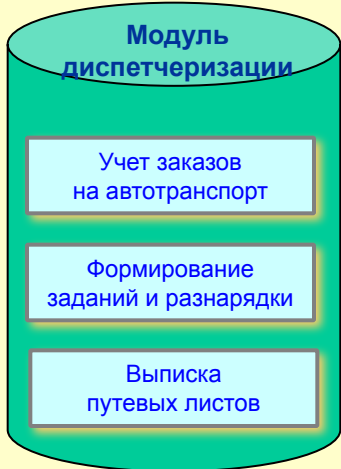 Модуль
диспетчеризации
Учет заказов
на автотранспорт
Формирование
заданий и разнарядки
Выписка
путевых листов